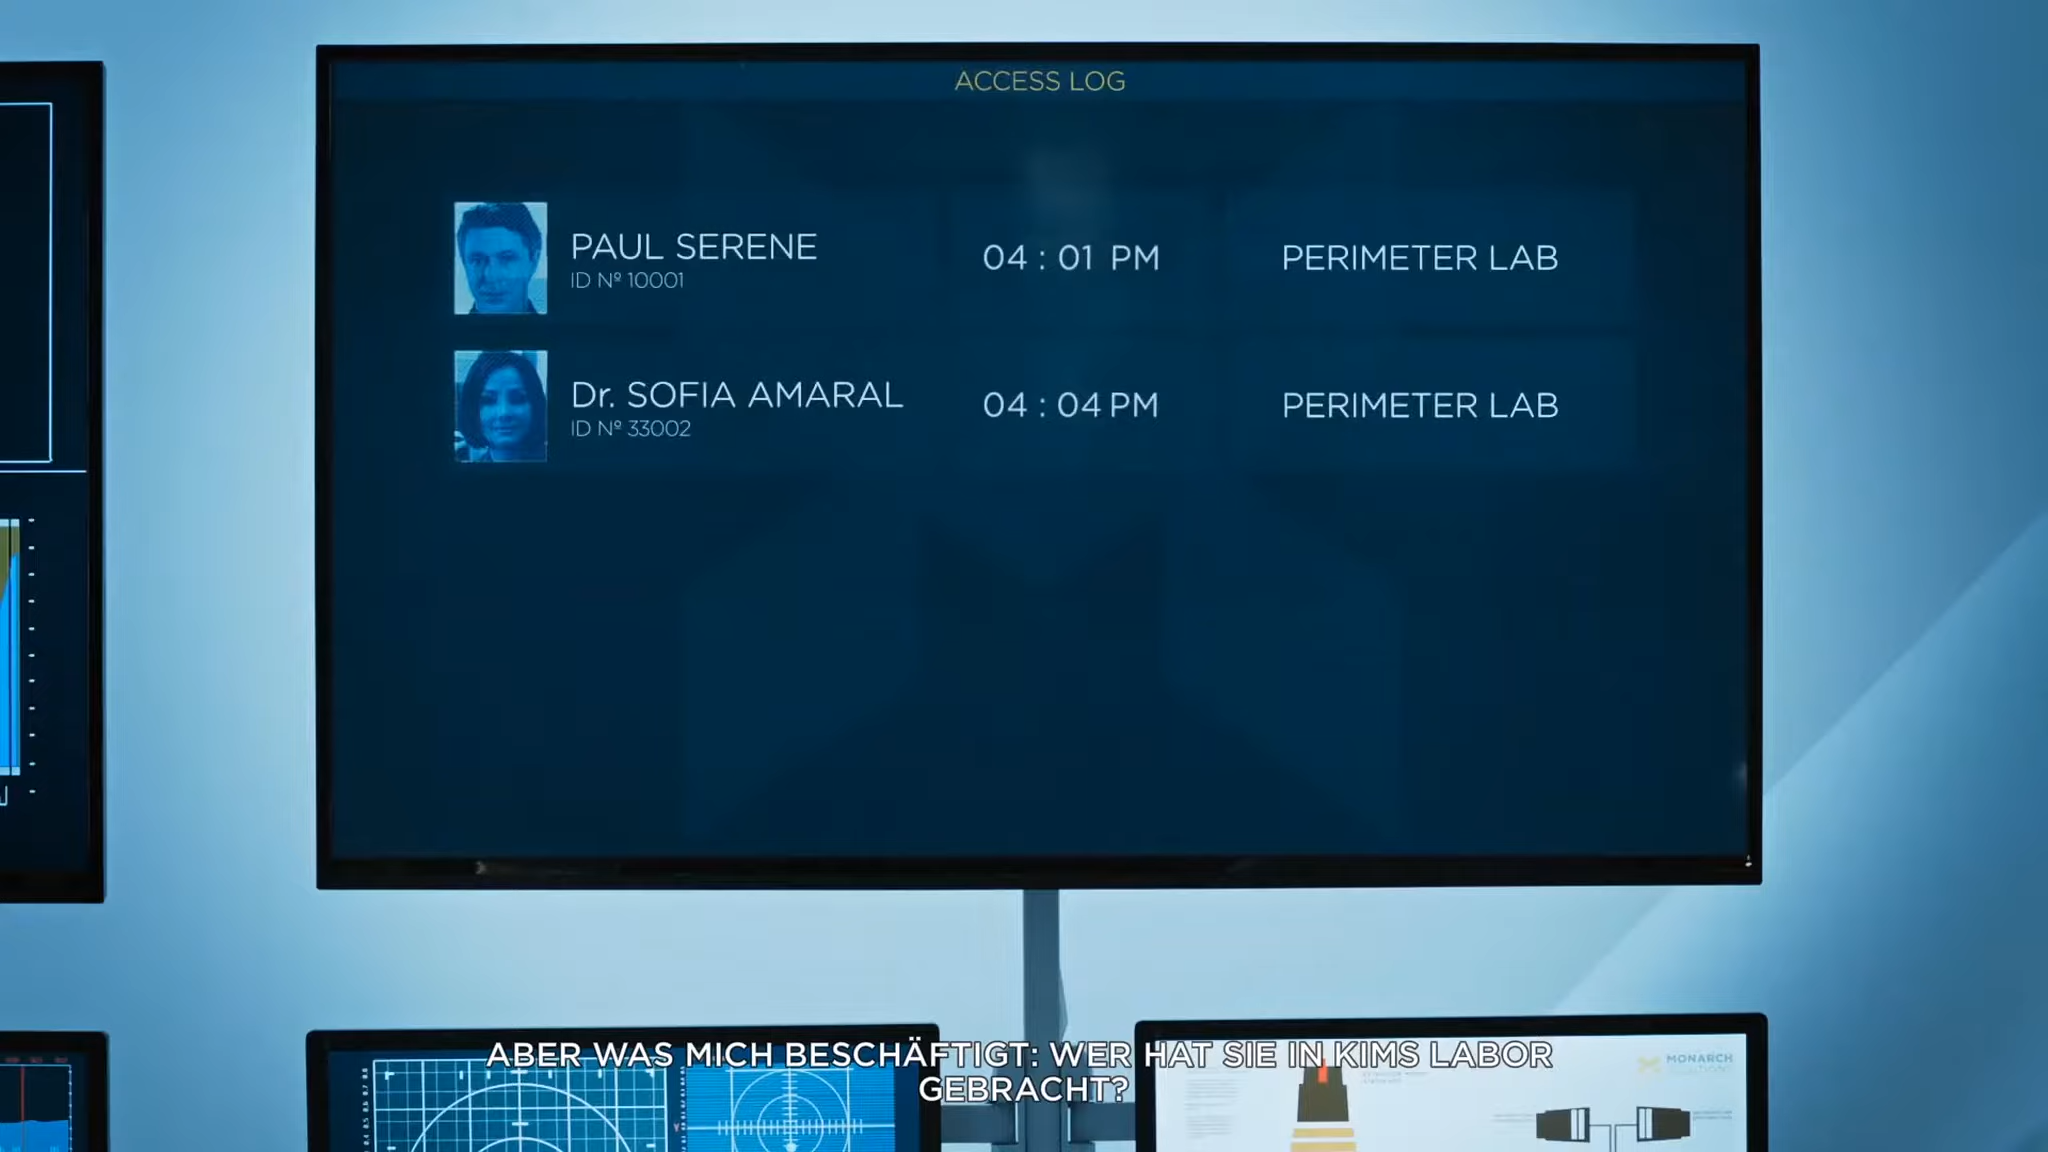 ACCESS LOG
PAUL SERENE
ID Nº 10001
04 : 01 PM
PERIMETER LAB
Dr. SOFIA AMARAL
ID Nº 33002
04 : 04 PM
PERIMETER LAB
MONARCH
ABER WAS MICH BESCHÄFTIGT: WER HAT SIE IN KIMS LABOR
GEBRACHT?